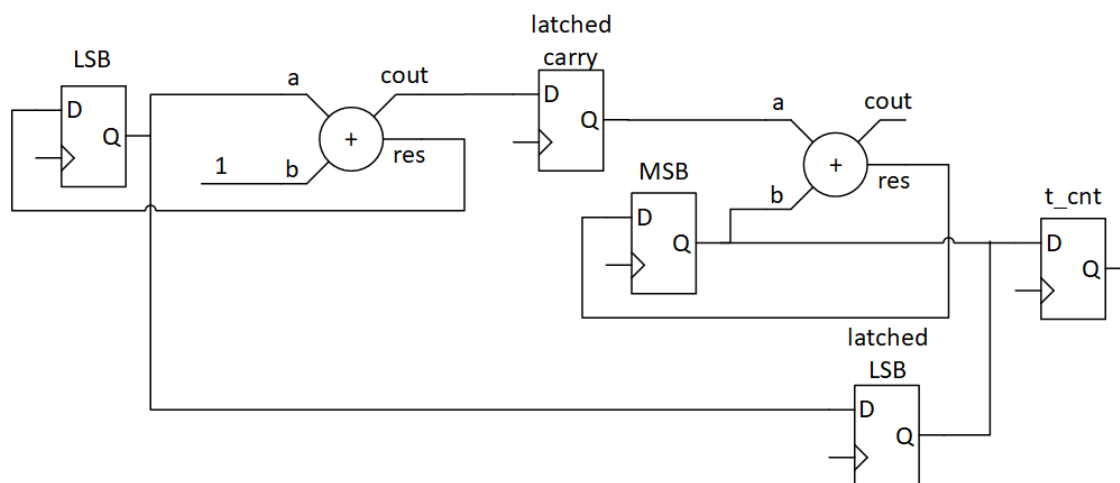 LSB
D
Q
a
1
b
+
cout
res
latched
carry
D
Q
a
b
+
cout
res
MSB
D
Q
t_cnt
D
Q
latched
LSB
D
Q